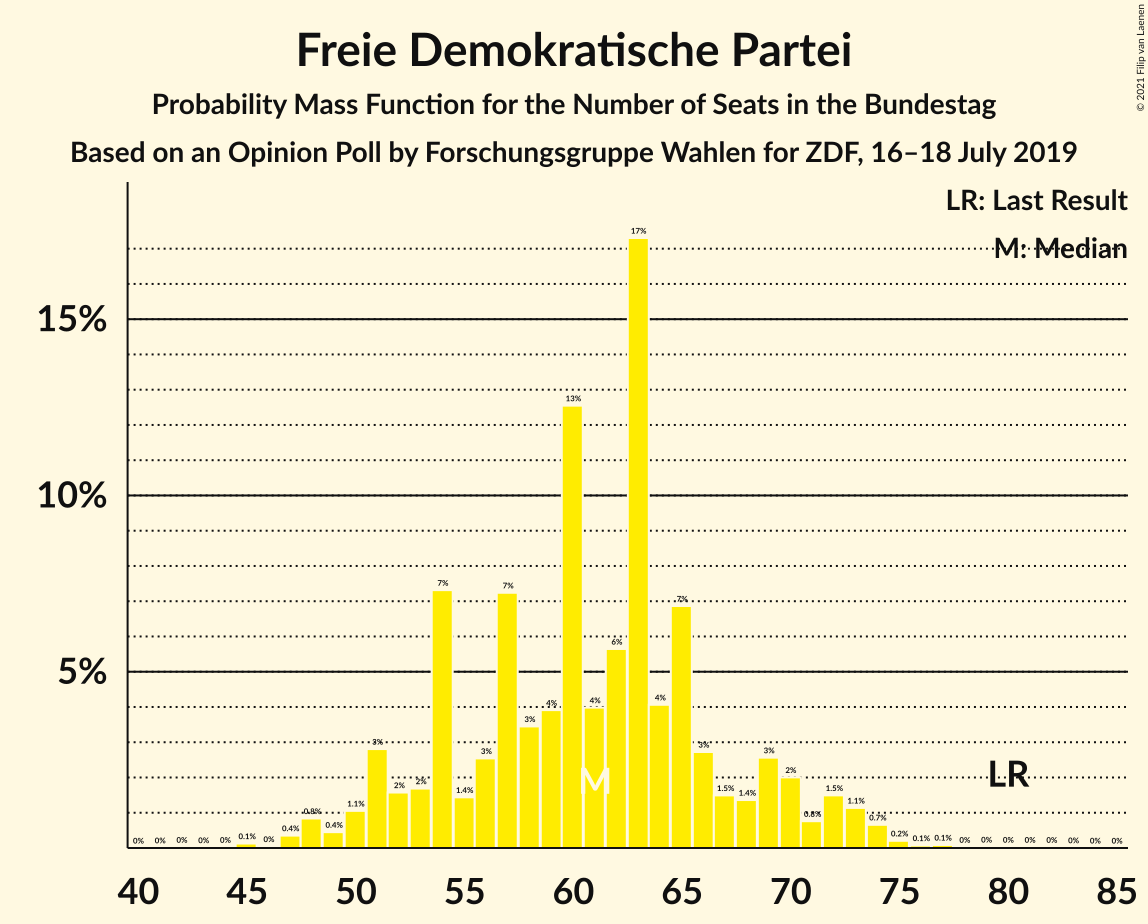 Freie Demokratische Partei
Probability Mass Function for the Number of Seats in the Bundestag
Based on an Opinion Poll by Forschungsgruppe Wahlen for ZDF, 16–18 July 2019
© 2021 Filip van Laenen
LR: Last Result
M: Median
15%
10%
5%
0% 0% 0% 0% 0% 0.1% 0% 0.4% 0.8% 0.4% 1.1% 3% 2% 2% 7% 1.4% 3% 7% 3% 4% 13% 4% 6% 17% 4% 7% 3% 1.5% 1.4% 3% 2% 0.8% 1.5% 1.1% 0.7% 0.2% 0.1% 0.1% 0% 0% 0% 0% 0% 0% 0% 0%
M
LR
40 45 50 55 60 65 70 75 80 85